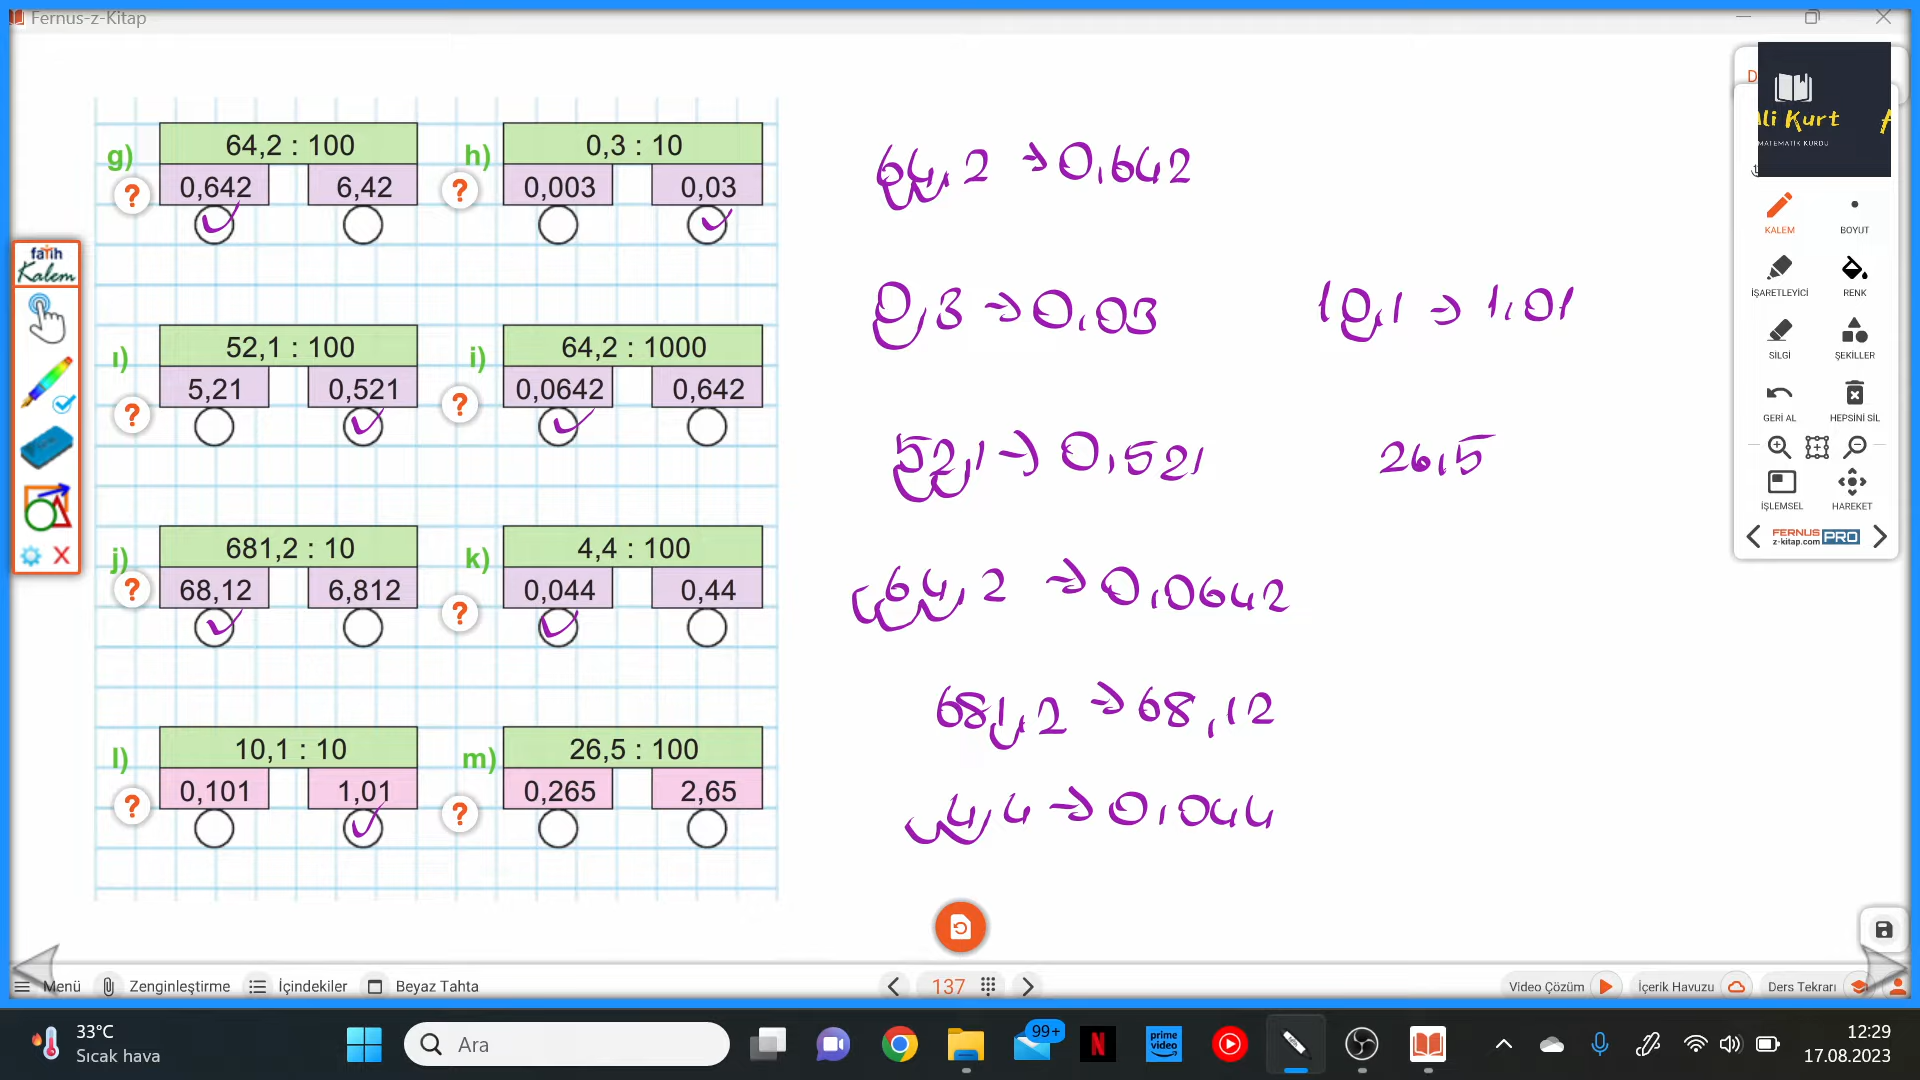 Fernus-z-Kitap
g) 64,2 : 100
0,642 6,42
h) 0,3 : 10
0,003 0,03
ı) 52,1 : 100
5,21 0,521
i) 64,2 : 1000
0,0642 0,642
j) 681,2 : 10
68,12 6,812
k) 4,4 : 100
0,044 0,44
l) 10,1 : 10
0,101 1,01
m) 26,5 : 100
0,265 2,65
? ? ? ? ? ? ? ?
64,2 → 0,642
0,3 → 0,03
10,1 → 1,01
52,1 → 0,521
26,5
64,2 → 0,0642
681,2 → 68,12
4,4 → 0,044
fatih
Kalem
D
Ali Kurt
MATEMATİK KURDU
KALEM BOYUT
İŞARETLEYİCİ RENK
SİLGİ ŞEKİLLER
GERİ AL HEPSİNİ SİL
İŞLEMSEL HAREKET
FERNUS
z-kitap.com PRO
Menü Zenginleştirme İçindekiler Beyaz Tahta
137
Video Çözüm İçerik Havuzu Ders Tekrarı
33°C
Sıcak hava
Ara
99+
N
prime
video
12:29
17.08.2023